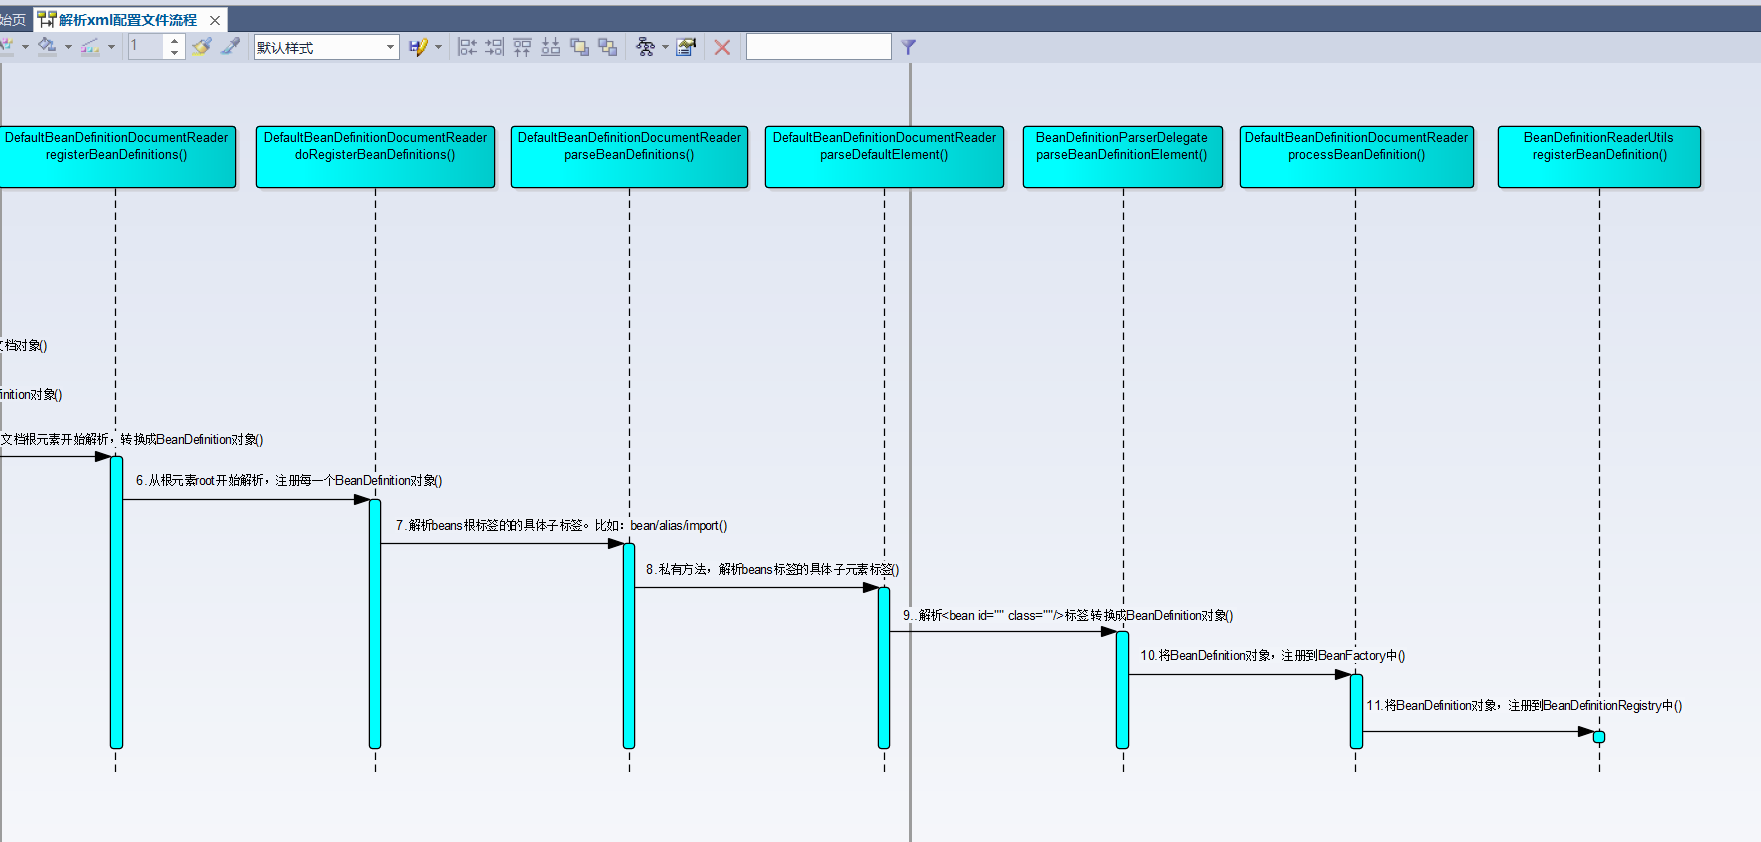 始页
解析xml配置文件流程
1
默认样式
DefaultBeanDefinitionDocumentReader
registerBeanDefinitions()
DefaultBeanDefinitionDocumentReader
doRegisterBeanDefinitions()
DefaultBeanDefinitionDocumentReader
parseBeanDefinitions()
DefaultBeanDefinitionDocumentReader
parseDefaultElement()
BeanDefinitionParserDelegate
parseBeanDefinitionElement()
DefaultBeanDefinitionDocumentReader
processBeanDefinition()
BeanDefinitionReaderUtils
registerBeanDefinition()
文档对象()
inition对象()
文档根元素开始解析，转换成BeanDefinition对象()
6.从根元素root开始解析，注册每一个BeanDefinition对象()
7.解析beans根标签的的具体子标签。比如：bean/alias/import()
8.私有方法，解析beans标签的具体子元素标签()
9..解析<bean id="" class=""/>标签转换成BeanDefinition对象()
10.将BeanDefinition对象，注册到BeanFactory中()
11.将BeanDefinition对象，注册到BeanDefinitionRegistry中()